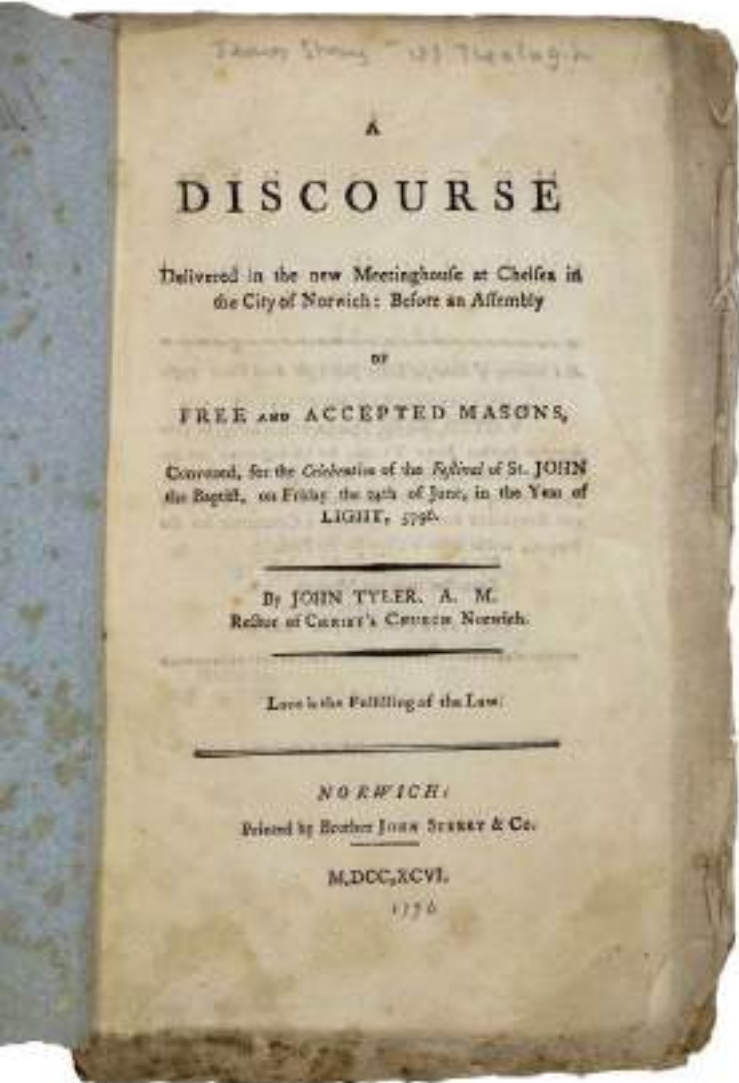 A
DISCOURSE
Delivered in the new Meetinghouſe at Chelſea in
the City of Norwich: Before an Aſſembly
OF
FREE AND ACCEPTED MASONS,
Convened, for the Celebration of the Feſtival of St. JOHN
the Baptiſt, on Friday the 24th of June, in the Year of
LIGHT, 5796.
By JOHN TYLER. A. M.
Rector of CHRIST's CHURCH Norwich.
Love is the Fulfilling of the Law:
NORWICH:
Printed by Brother JOHN STERRY & Co.
M,DCC,XCVI.
1796